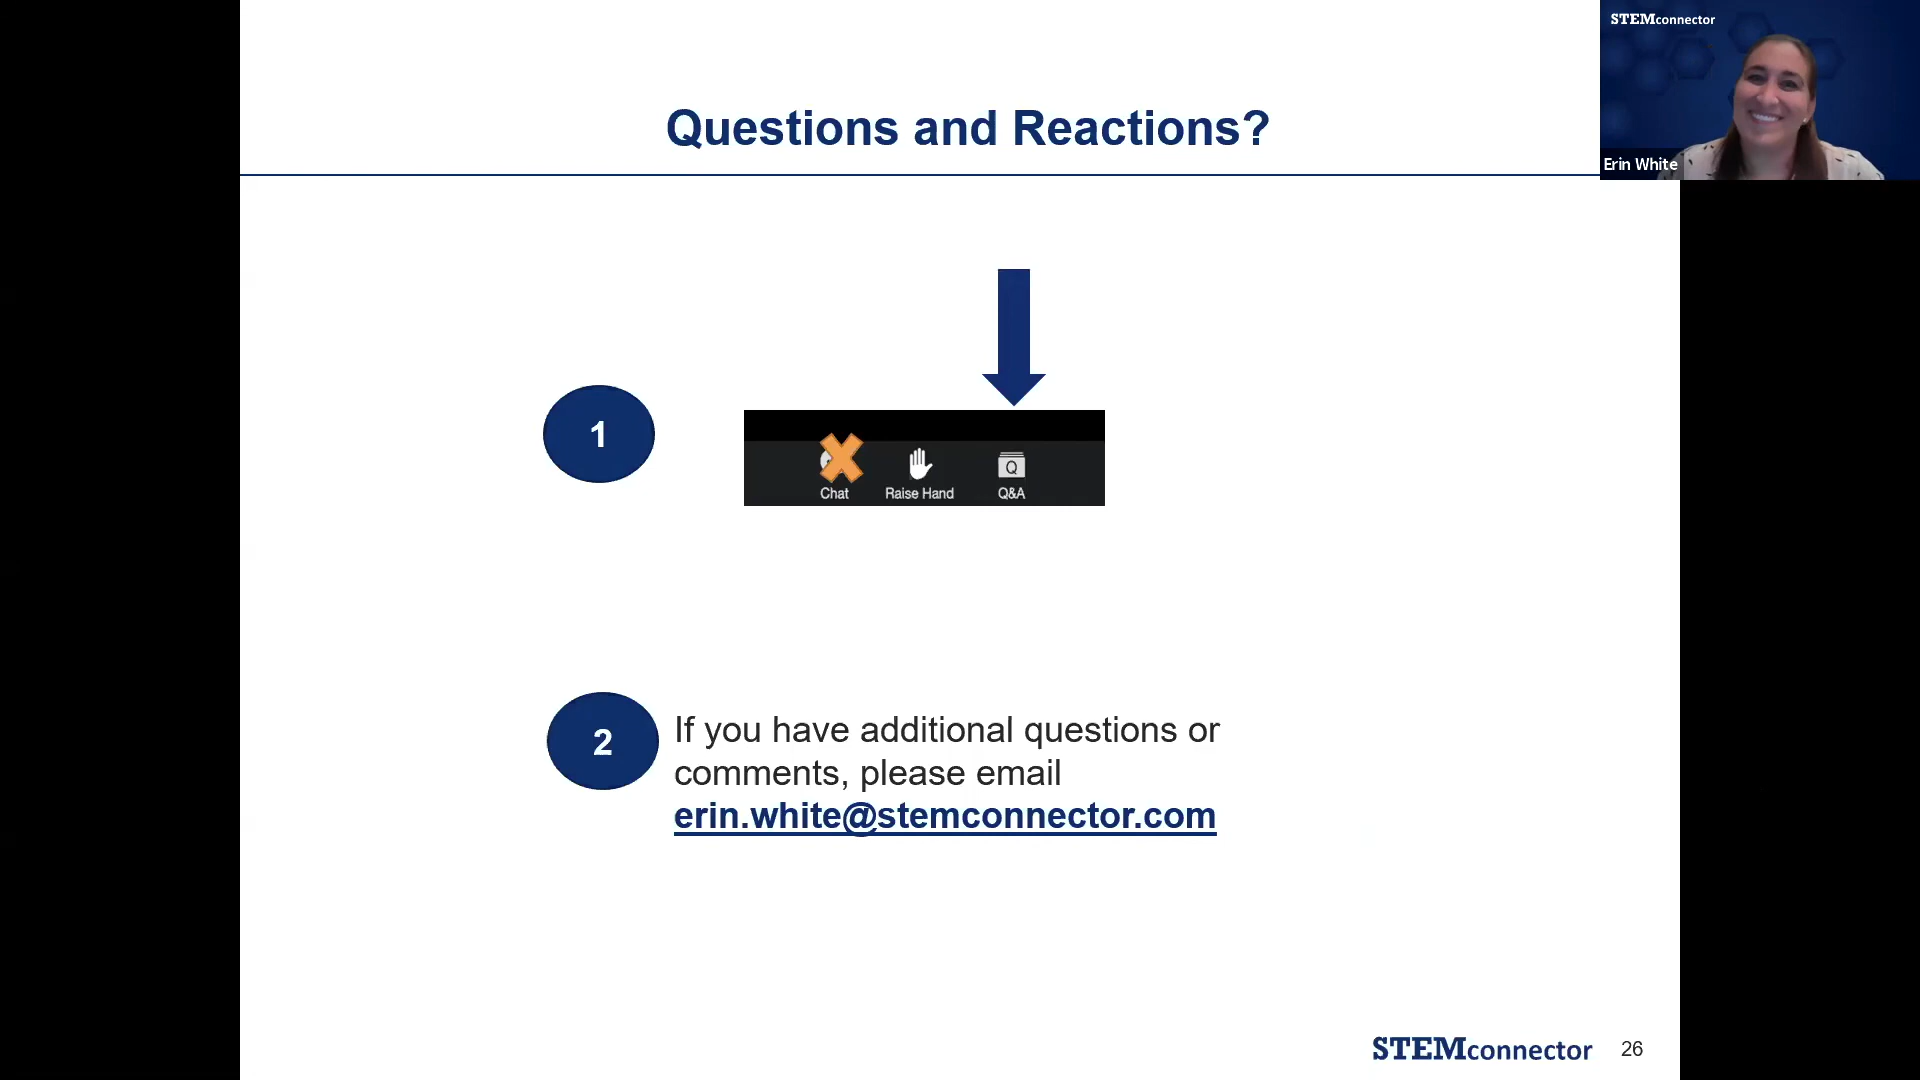 STEMconnector
Questions and Reactions?
Erin White
1
Chat Raise Hand Q&A
Q
2
If you have additional questions or
comments, please email
erin.white@stemconnector.com
STEMconnector 26